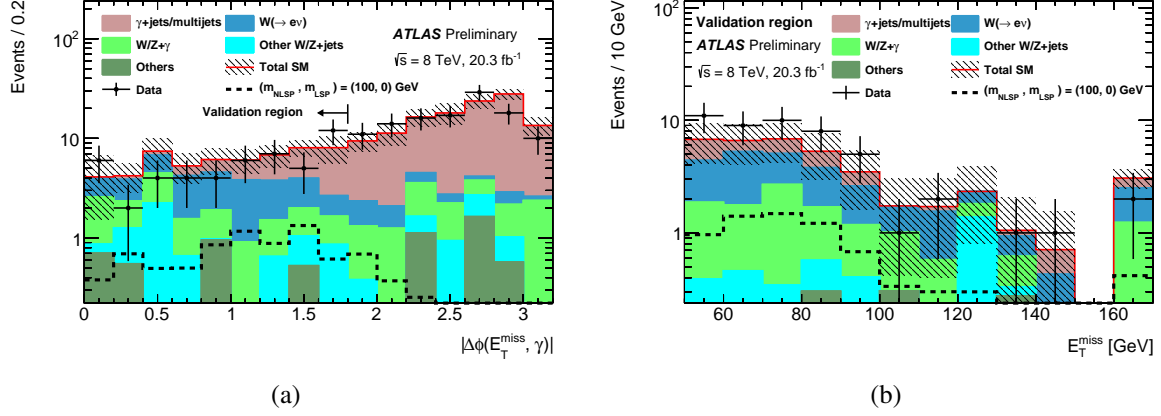 Events / 0.2
10²
10
1
γ+jets/multijets
W(→ eν)
W/Z+γ
Other W/Z+jets
Others
Total SM
Data
(m_NLSP , m_LSP) = (100, 0) GeV
ATLAS Preliminary
√s = 8 TeV, 20.3 fb⁻¹
Validation region
0 0.5 1 1.5 2 2.5 3
|Δϕ(E_T^miss, γ)|
(a)
Events / 10 GeV
10²
10
1
Validation region
ATLAS Preliminary
√s = 8 TeV, 20.3 fb⁻¹
γ+jets/multijets
W(→ eν)
W/Z+γ
Other W/Z+jets
Others
Total SM
Data
(m_NLSP , m_LSP) = (100, 0) GeV
60 80 100 120 140 160
E_T^miss [GeV]
(b)